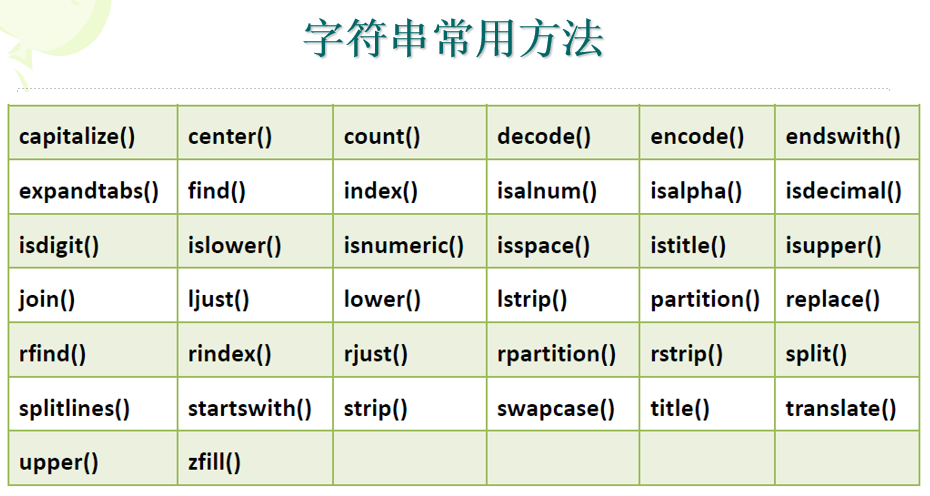 字符串常用方法
capitalize() center() count() decode() encode() endswith()
expandtabs() find() index() isalnum() isalpha() isdecimal()
isdigit() islower() isnumeric() isspace() istitle() isupper()
join() ljust() lower() lstrip() partition() replace()
rfind() rindex() rjust() rpartition() rstrip() split()
splitlines() startswith() strip() swapcase() title() translate()
upper() zfill()